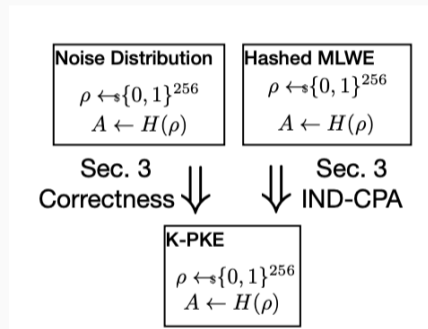 Noise Distribution
ρ ←$ {0, 1}²⁵⁶
A ← H(ρ)
Hashed MLWE
ρ ←$ {0, 1}²⁵⁶
A ← H(ρ)
Sec. 3
Correctness
⇓
⇓
Sec. 3
IND-CPA
K-PKE
ρ ←$ {0, 1}²⁵⁶
A ← H(ρ)